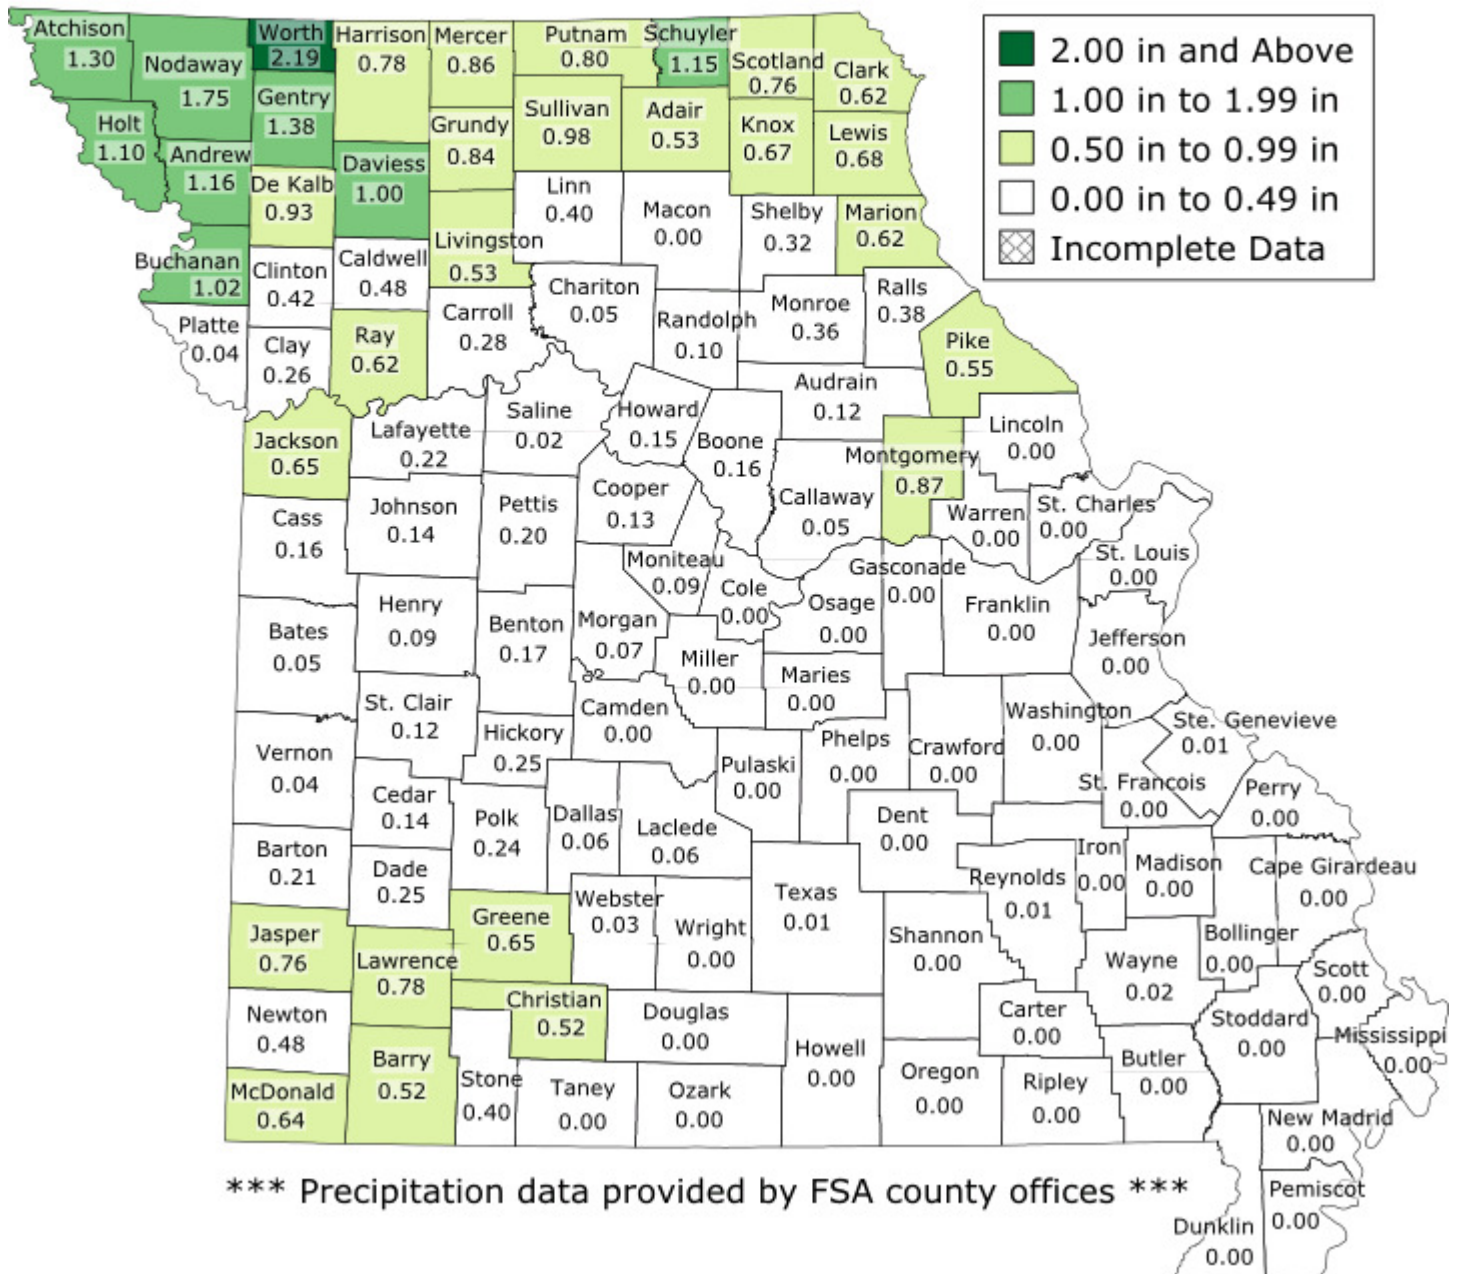 Atchison
1.30
Nodaway
1.75
Worth
2.19
Harrison
0.78
Mercer
0.86
Putnam
0.80
Schuyler
1.15
Scotland
0.76
Clark
0.62
2.00 in and Above
1.00 in to 1.99 in
0.50 in to 0.99 in
0.00 in to 0.49 in
Incomplete Data
Holt
1.10
Andrew
1.16
Gentry
1.38
De Kalb
0.93
Daviess
1.00
Grundy
0.84
Sullivan
0.98
Adair
0.53
Knox
0.67
Lewis
0.68
Linn
0.40
Macon
0.00
Shelby
0.32
Marion
0.62
Buchanan
1.02
Clinton
0.42
Caldwell
0.48
Livingston
0.53
Chariton
0.05
Randolph
0.10
Monroe
0.36
Ralls
0.38
Pike
0.55
Platte
0.04
Clay
0.26
Ray
0.62
Carroll
0.28
Audrain
0.12
Jackson
0.65
Lafayette
0.22
Saline
0.02
Howard
0.15
Boone
0.16
Callaway
0.05
Montgomery
0.87
Lincoln
0.00
Warren
0.00
St. Charles
0.00
St. Louis
0.00
Cass
0.16
Johnson
0.14
Pettis
0.20
Cooper
0.13
Moniteau
0.09
Cole
0.00
Osage
0.00
Gasconade
0.00
Franklin
0.00
Jefferson
0.00
Bates
0.05
Henry
0.09
Benton
0.17
Morgan
0.07
Miller
0.00
Maries
0.00
St. Clair
0.12
Hickory
0.25
Camden
0.00
Pulaski
0.00
Phelps
0.00
Crawford
0.00
Washington
0.00
Ste. Genevieve
0.01
St. Francois
0.00
Perry
0.00
Vernon
0.04
Cedar
0.14
Polk
0.24
Dallas
0.06
Laclede
0.06
Dent
0.00
Iron
0.00
Madison
0.00
Cape Girardeau
0.00
Barton
0.21
Dade
0.25
Greene
0.65
Webster
0.03
Wright
0.00
Texas
0.01
Reynolds
0.01
Shannon
0.00
Wayne
0.02
Bollinger
0.00
Scott
0.00
Jasper
0.76
Lawrence
0.78
Christian
0.52
Douglas
0.00
Howell
0.00
Carter
0.00
Stoddard
0.00
Mississippi
0.00
Newton
0.48
Barry
0.52
Stone
0.40
Taney
0.00
Ozark
0.00
Oregon
0.00
Ripley
0.00
Butler
0.00
McDonald
0.64
New Madrid
0.00
Pemiscot
0.00
Dunklin
0.00
*** Precipitation data provided by FSA county offices ***